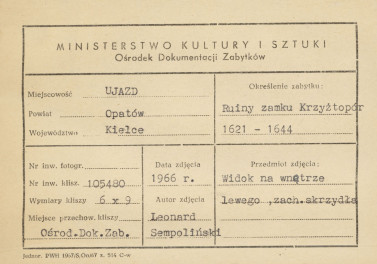 MINISTERSTWO KULTURY I SZTUKI
Ośrodek Dokumentacji Zabytków
Miejscowość UJAZD
Powiat Opatów
Województwo Kielce
Określenie zabytku:
Ruiny zamku Krzyżtopór
1621 - 1644
Nr inw. fotogr.
Nr inw. klisz. 105480
Wymiary kliszy 6 x 9
Miejsce przechow. kliszy
Ośrod.Dok.Zab.
Data zdjęcia
1966 r.
Autor zdjęcia
Leonard
Sempoliński
Przedmiot zdjęcia:
Widok na wnętrze
lewego ,zach.skrzydła